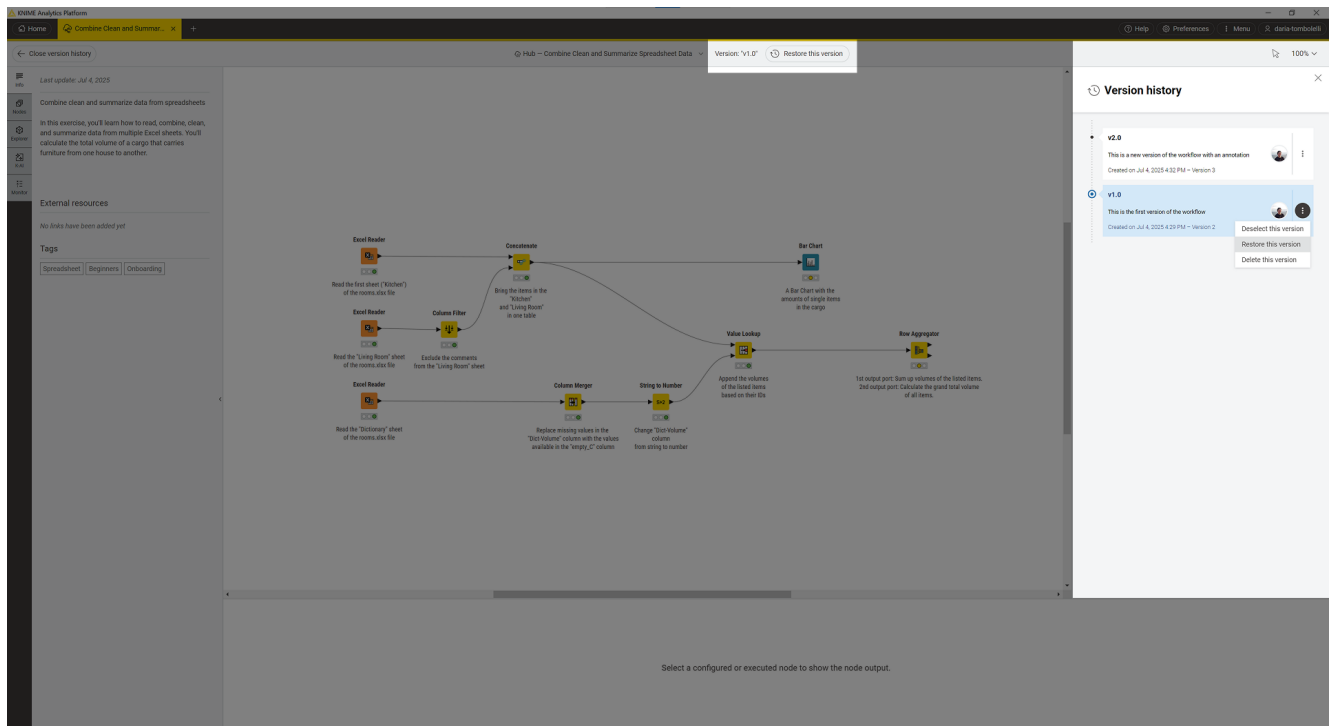 KNIME Analytics Platform
Home
Combine Clean and Summar...
Help
Preferences
Menu
daria-tombolelli
Close version history
Hub – Combine Clean and Summarize Spreadsheet Data
Version: "v1.0"
Restore this version
100%
Info
Nodes
Explorer
K-AI
Monitor
Last update: Jul 4, 2025
Combine clean and summarize data from spreadsheets
In this exercise, you'll learn how to read, combine, clean,
and summarize data from multiple Excel sheets. You'll
calculate the total volume of a cargo that carries
furniture from one house to another.
External resources
No links have been added yet
Tags
Spreadsheet
Beginners
Onboarding
Excel Reader
Read the first sheet ("Kitchen")
of the rooms.xlsx file
Concatenate
Bring the items in the
"Kitchen"
and "Living Room"
in one table
Bar Chart
A Bar Chart with the
amounts of single items
in the cargo
Excel Reader
Read the "Living Room" sheet
of the rooms.xlsx file
Column Filter
Exclude the comments
from the "Living Room" sheet
Value Lookup
Append the volumes
of the listed items
based on their IDs
Row Aggregator
1st output port: Sum up volumes of the listed items.
2nd output port: Calculate the grand total volume
of all items.
Excel Reader
Read the "Dictionary" sheet
of the rooms.xlsx file
Column Merger
Replace missing values in the
"Dict-Volume" column with the values
available in the "empty_C" column
String to Number
Change "Dict-Volume"
column
from string to number
Select a configured or executed node to show the node output.
Version history
v2.0
This is a new version of the workflow with an annotation
Created on Jul 4, 2025 4:32 PM – Version 3
v1.0
This is the first version of the workflow
Created on Jul 4, 2025 4:29 PM – Version 2
Deselect this version
Restore this version
Delete this version